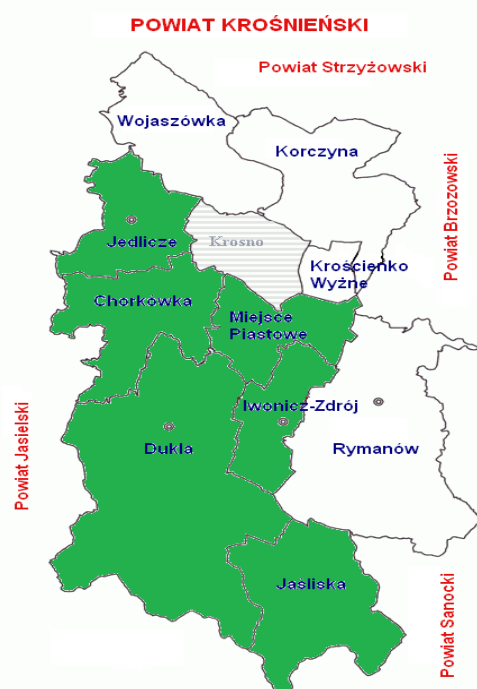 POWIAT KROŚNIEŃSKI
Powiat Strzyżowski
Wojaszówka
Korczyna
Powiat Brzozowski
Jedlicze
Krosno
Krościenko
Wyżne
Chorkówka
Miejsce
Piastowe
Iwonicz-Zdrój
Powiat Jasielski
Dukla
Rymanów
Jaśliska
Powiat Sanocki